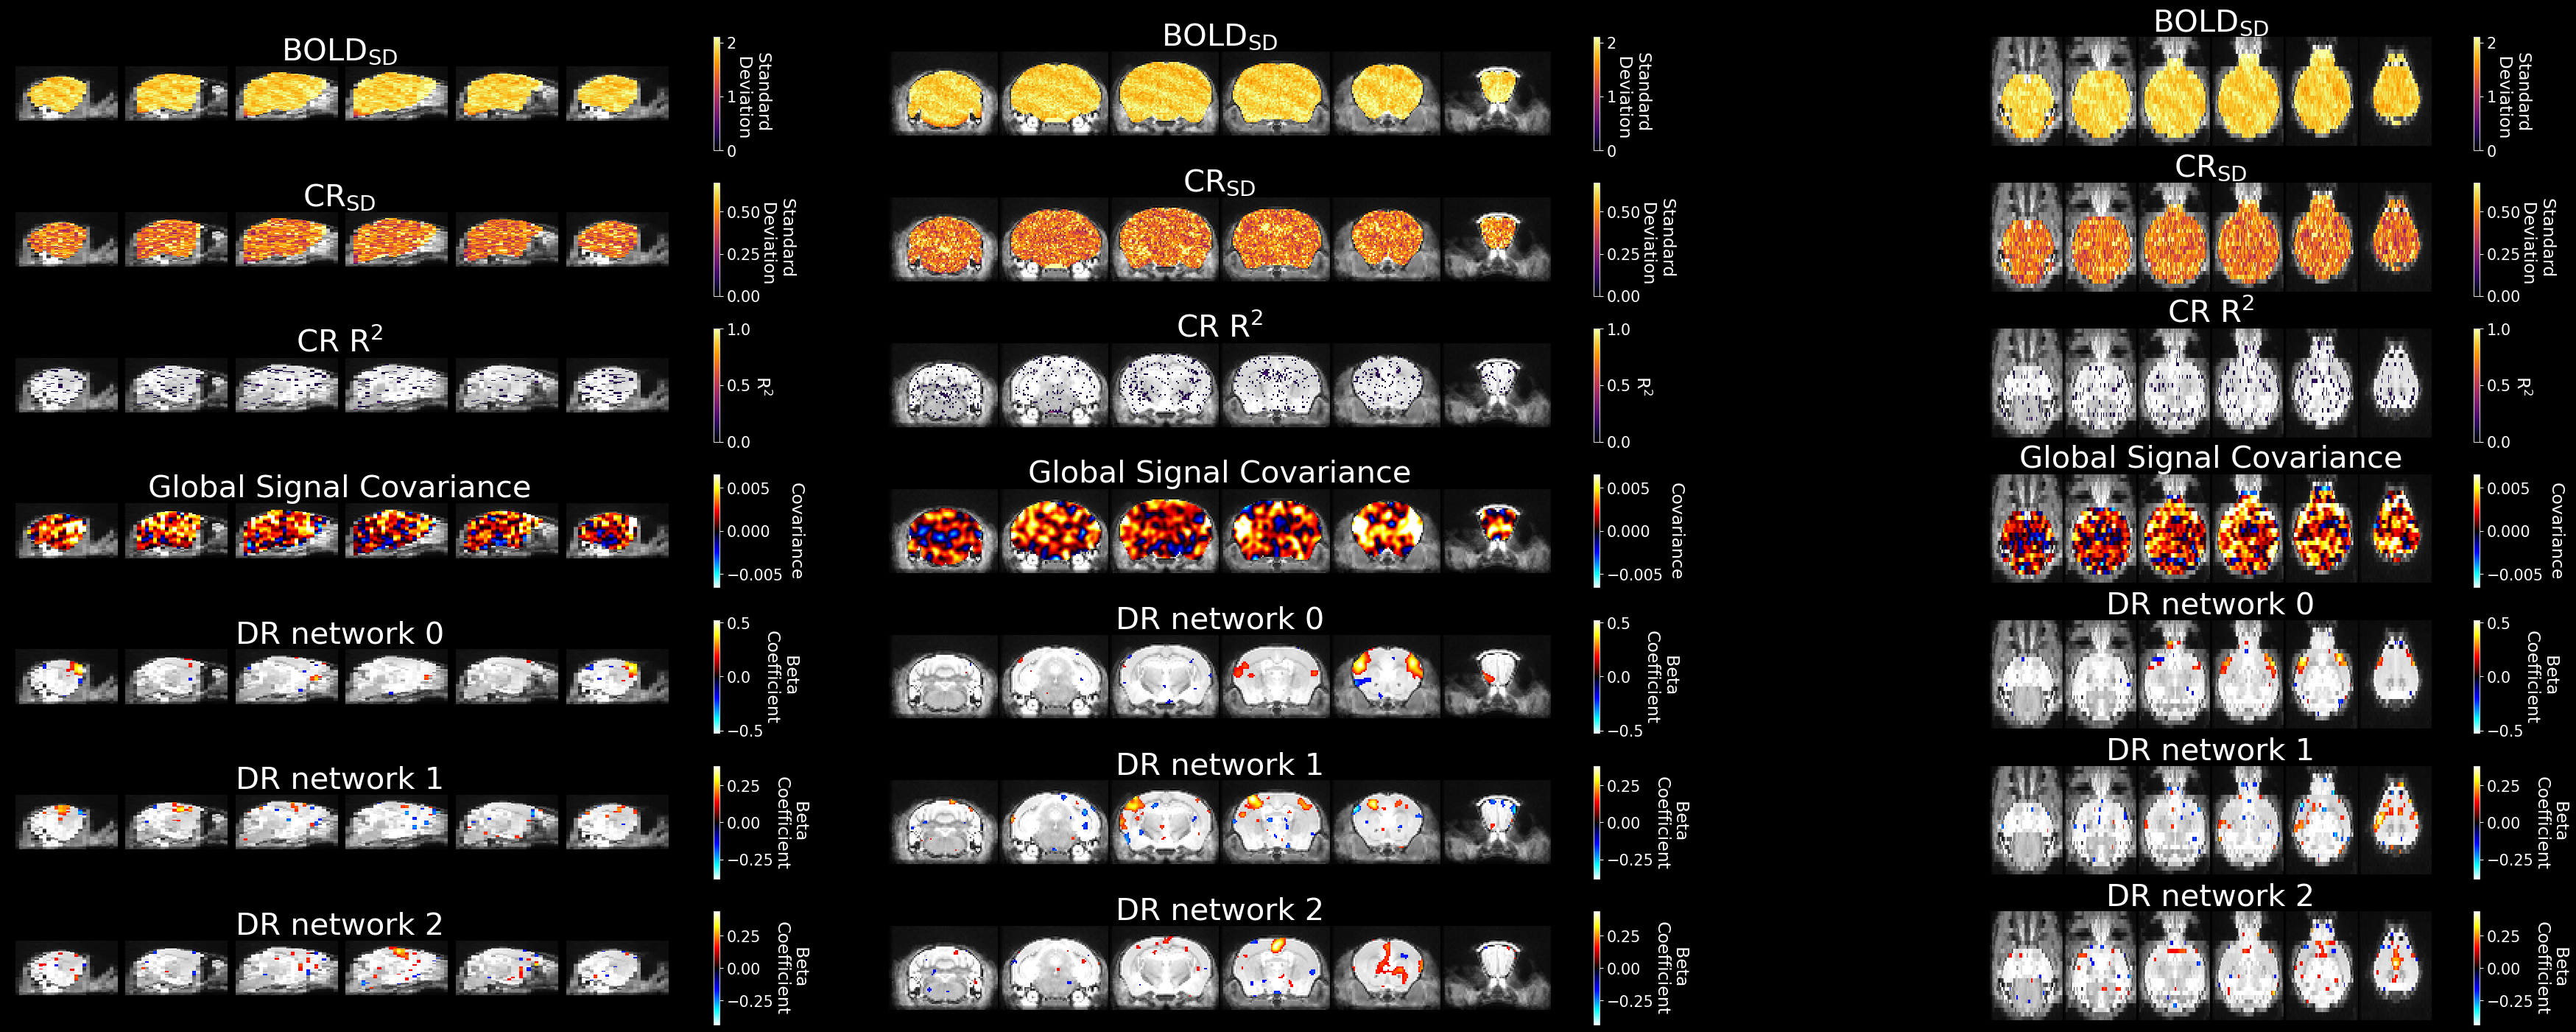 BOLD_SD
2
1
0
Standard
Deviation
BOLD_SD
2
1
0
Standard
Deviation
BOLD_SD
2
1
0
Standard
Deviation
CR_SD
0.50
0.25
0.00
Standard
Deviation
CR_SD
0.50
0.25
0.00
Standard
Deviation
CR_SD
0.50
0.25
0.00
Standard
Deviation
CR R²
1.0
0.5
0.0
R²
CR R²
1.0
0.5
0.0
R²
CR R²
1.0
0.5
0.0
R²
Global Signal Covariance
0.005
0.000
−0.005
Covariance
Global Signal Covariance
0.005
0.000
−0.005
Covariance
Global Signal Covariance
0.005
0.000
−0.005
Covariance
DR network 0
0.5
0.0
−0.5
Beta
Coefficient
DR network 0
0.5
0.0
−0.5
Beta
Coefficient
DR network 0
0.5
0.0
−0.5
Beta
Coefficient
DR network 1
0.25
0.00
−0.25
Beta
Coefficient
DR network 1
0.25
0.00
−0.25
Beta
Coefficient
DR network 1
0.25
0.00
−0.25
Beta
Coefficient
DR network 2
0.25
0.00
−0.25
Beta
Coefficient
DR network 2
0.25
0.00
−0.25
Beta
Coefficient
DR network 2
0.25
0.00
−0.25
Beta
Coefficient